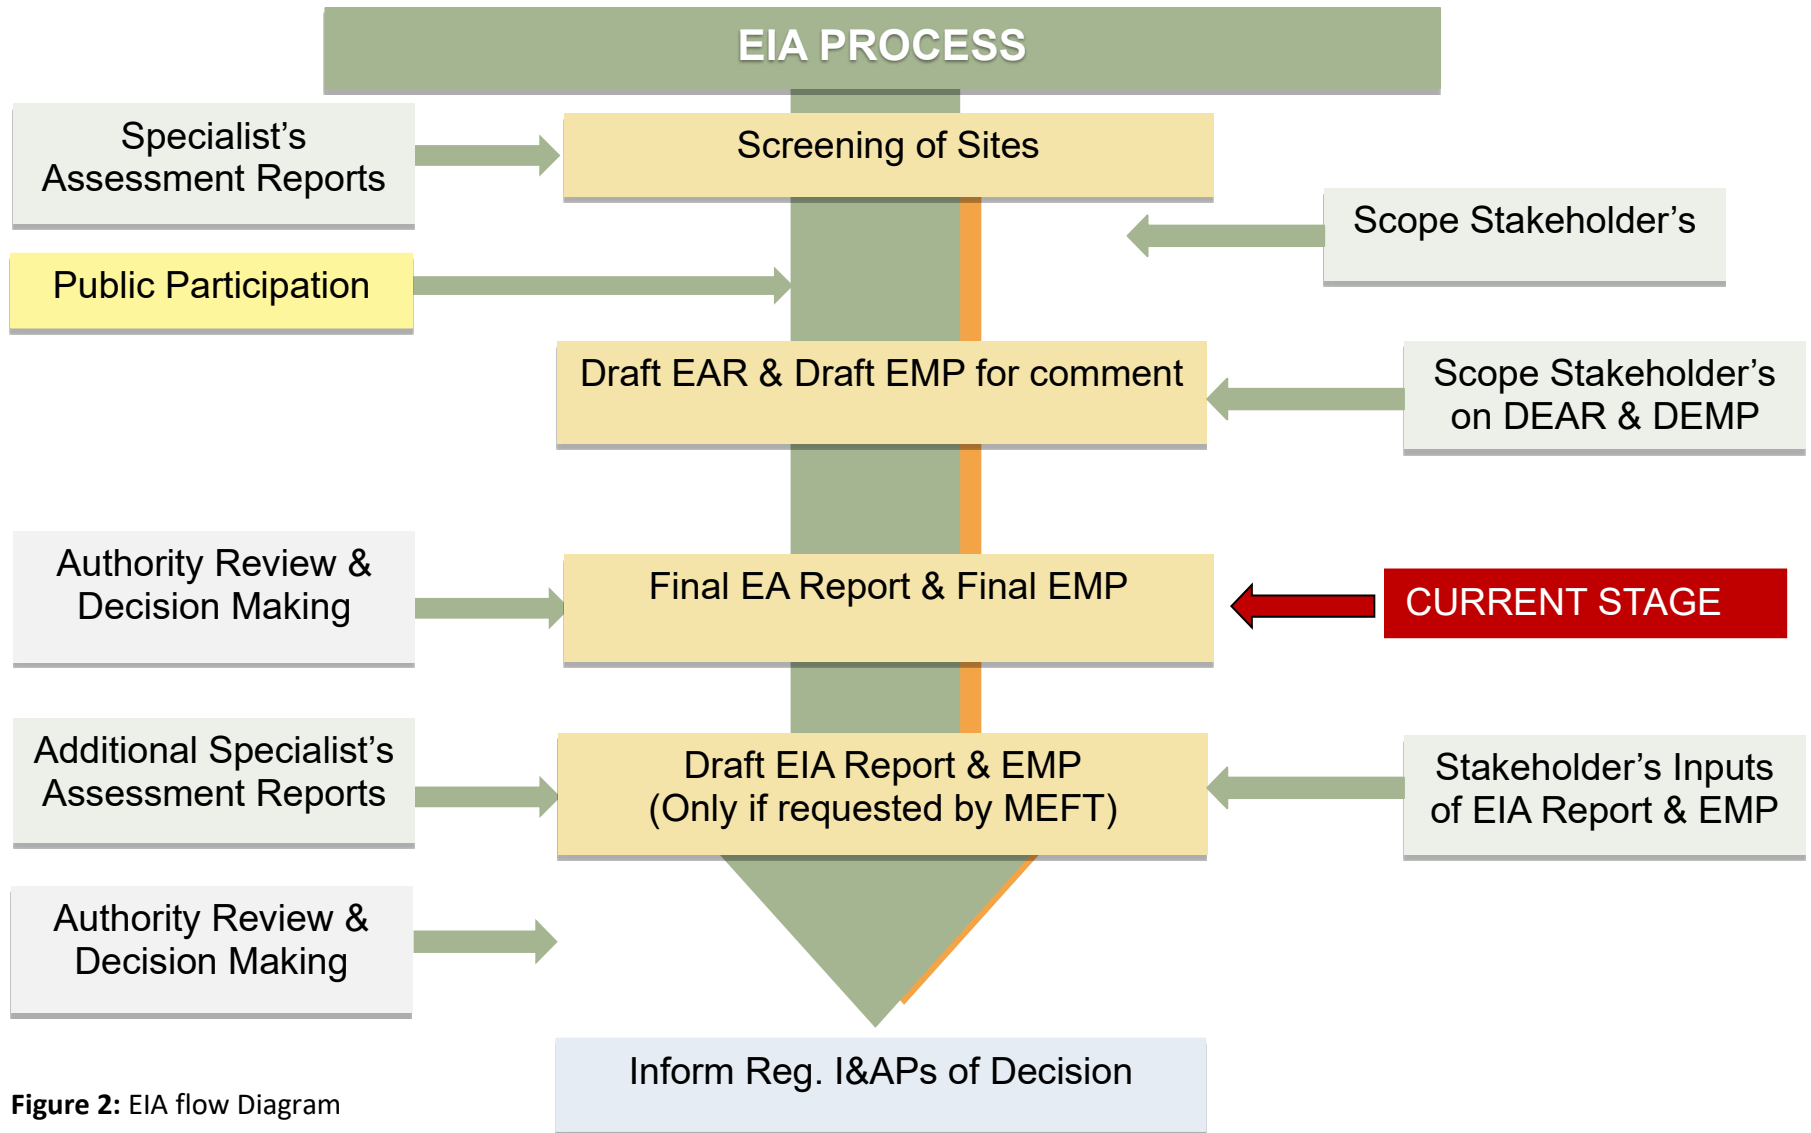 EIA PROCESS
Specialist's
Assessment Reports
Screening of Sites
Scope Stakeholder's
Public Participation
Draft EAR & Draft EMP for comment
Scope Stakeholder's
on DEAR & DEMP
Authority Review &
Decision Making
Final EA Report & Final EMP
CURRENT STAGE
Additional Specialist's
Assessment Reports
Draft EIA Report & EMP
(Only if requested by MEFT)
Stakeholder's Inputs
of EIA Report & EMP
Authority Review &
Decision Making
Inform Reg. I&APs of Decision
Figure 2: EIA flow Diagram